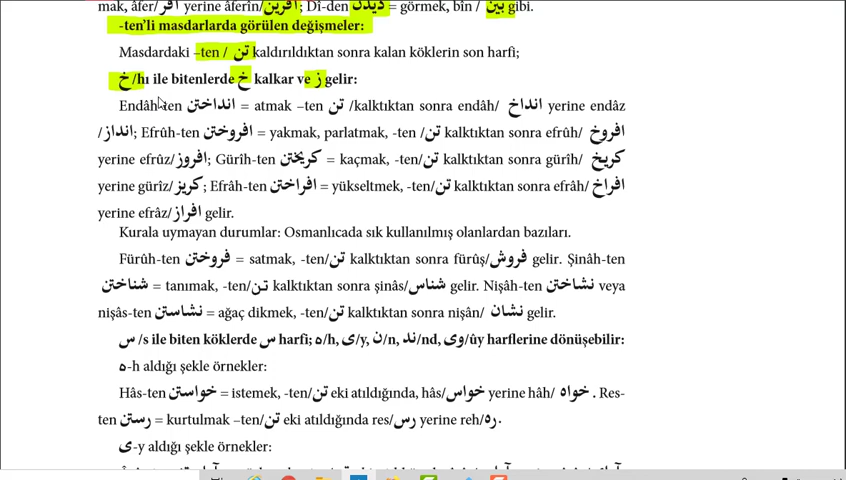 mak, âfer/آفر yerine âferîn/آفرین; Dî-den دیدن = görmek, bîn / بین gibi.
-ten'li masdarlarda görülen değişmeler:
Masdardaki –ten / تن kaldırıldıktan sonra kalan köklerin son harfi;
خ /hı ile bitenlerde خ kalkar ve ز gelir:
Endâh-ten انداختن = atmak –ten تن /kalktıktan sonra endâh/ انداخ yerine endâz
/انداز; Efrûh-ten افروختن = yakmak, parlatmak, -ten /تن kalktıktan sonra efrûh/ افروخ
yerine efrûz/افروز; Gürîh-ten كریختن = kaçmak, -ten/تن kalktıktan sonra gürîh/ كریخ
yerine gürîz/كریز; Efrâh-ten افراختن = yükseltmek, -ten/تن kalktıktan sonra efrâh/ افراخ
yerine efrâz/افراز gelir.
Kurala uymayan durumlar: Osmanlıcada sık kullanılmış olanlardan bazıları.
Fürûh-ten فروختن = satmak, -ten/تن kalktıktan sonra fürûş/فروش gelir. Şinâh-ten
شناختن = tanımak, -ten/تن kalktıktan sonra şinâs/شناس gelir. Nişâh-ten نشاختن veya
nişâs-ten نشاستن = ağaç dikmek, -ten/تن kalktıktan sonra nişân/ نشان gelir.
س /s ile biten köklerde س harfi; ه/h, ی/y, ن/n, ند/nd, وی/ûy harflerine dönüşebilir:
ه-h aldığı şekle örnekler:
Hâs-ten خواستن = istemek, -ten/تن eki atıldığında, hâs/خواس yerine hâh/ خواه . Res-
ten رستن = kurtulmak –ten/تن eki atıldığında res/رس yerine reh/ره.
ی-y aldığı şekle örnekler: